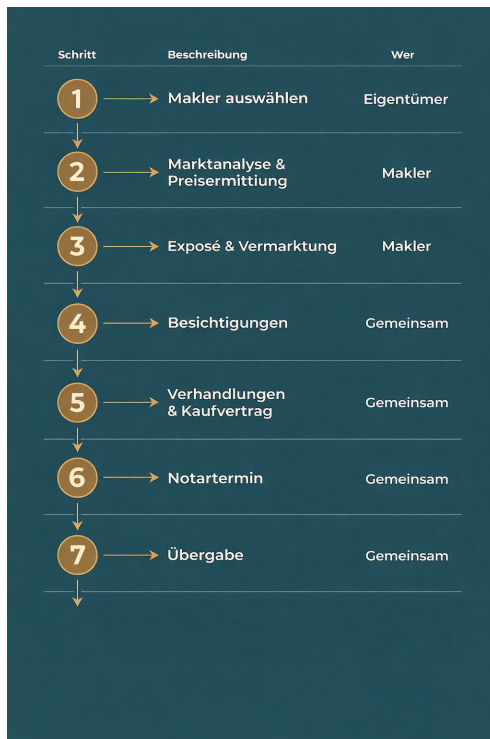 Schritt Beschreibung Wer
1 Makler auswählen Eigentümer
2 Marktanalyse &
Preisermittlung Makler
3 Exposé & Vermarktung Makler
4 Besichtigungen Gemeinsam
5 Verhandlungen
& Kaufvertrag Gemeinsam
6 Notartermin Gemeinsam
7 Übergabe Gemeinsam